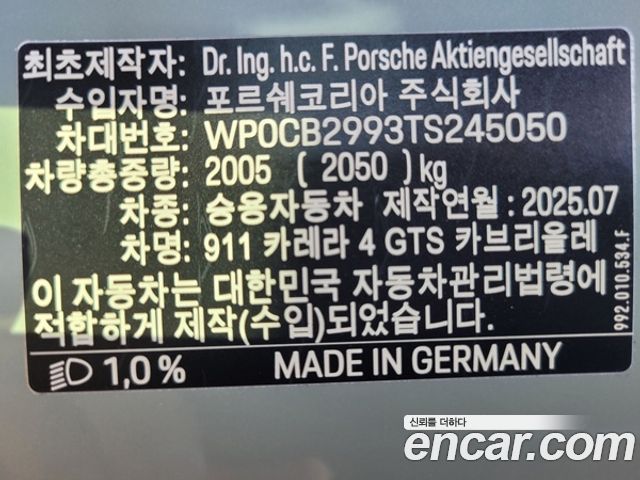 최초제작자: Dr. Ing. h.c. F. Porsche Aktiengesellschaft
수입자명: 포르쉐코리아 주식회사
차대번호: WP0CB2993TS245050
차량총중량: 2005 ( 2050 ) kg
차종: 승용자동차 제작연월 : 2025.07
차명: 911 카레라 4 GTS 카브리올레
이 자동차는 대한민국 자동차관리법령에
적합하게 제작(수입)되었습니다.
1,0 % MADE IN GERMANY
992.010.534.F
신뢰를 더하다
encar.com